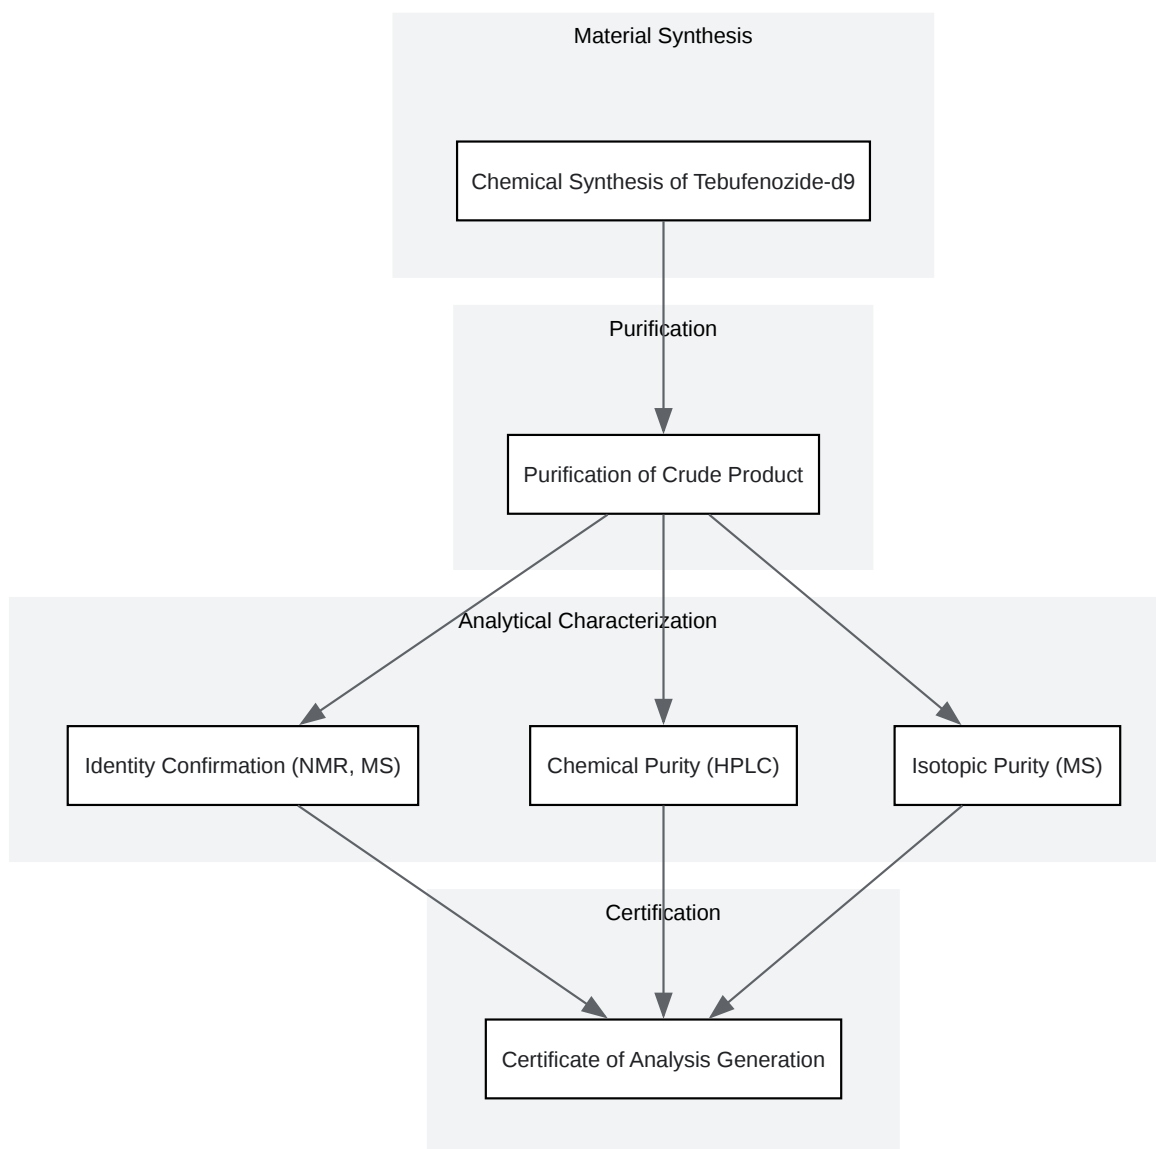 Material Synthesis
Chemical Synthesis of Tebufenozide-d9
Purification
Purification of Crude Product
Analytical Characterization
Identity Confirmation (NMR, MS)
Chemical Purity (HPLC)
Isotopic Purity (MS)
Certification
Certificate of Analysis Generation